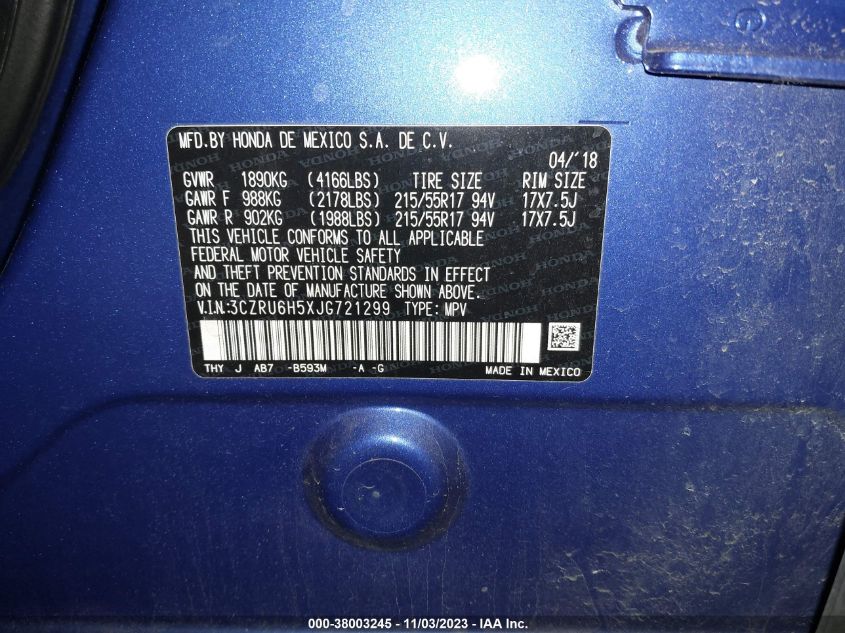 MFD.BY HONDA DE MEXICO S.A. DE C.V.
04/'18
GVWR 1890KG (4166LBS) TIRE SIZE RIM SIZE
GAWR F 988KG (2178LBS) 215/55R17 94V 17X7.5J
GAWR R 902KG (1988LBS) 215/55R17 94V 17X7.5J
THIS VEHICLE CONFORMS TO ALL APPLICABLE
FEDERAL MOTOR VEHICLE SAFETY
AND THEFT PREVENTION STANDARDS IN EFFECT
ON THE DATE OF MANUFACTURE SHOWN ABOVE.
V.I.N:3CZRU6H5XJG721299 TYPE: MPV
THY J AB7 -B593M -A -G MADE IN MEXICO
000-38003245 - 11/03/2023 - IAA Inc.